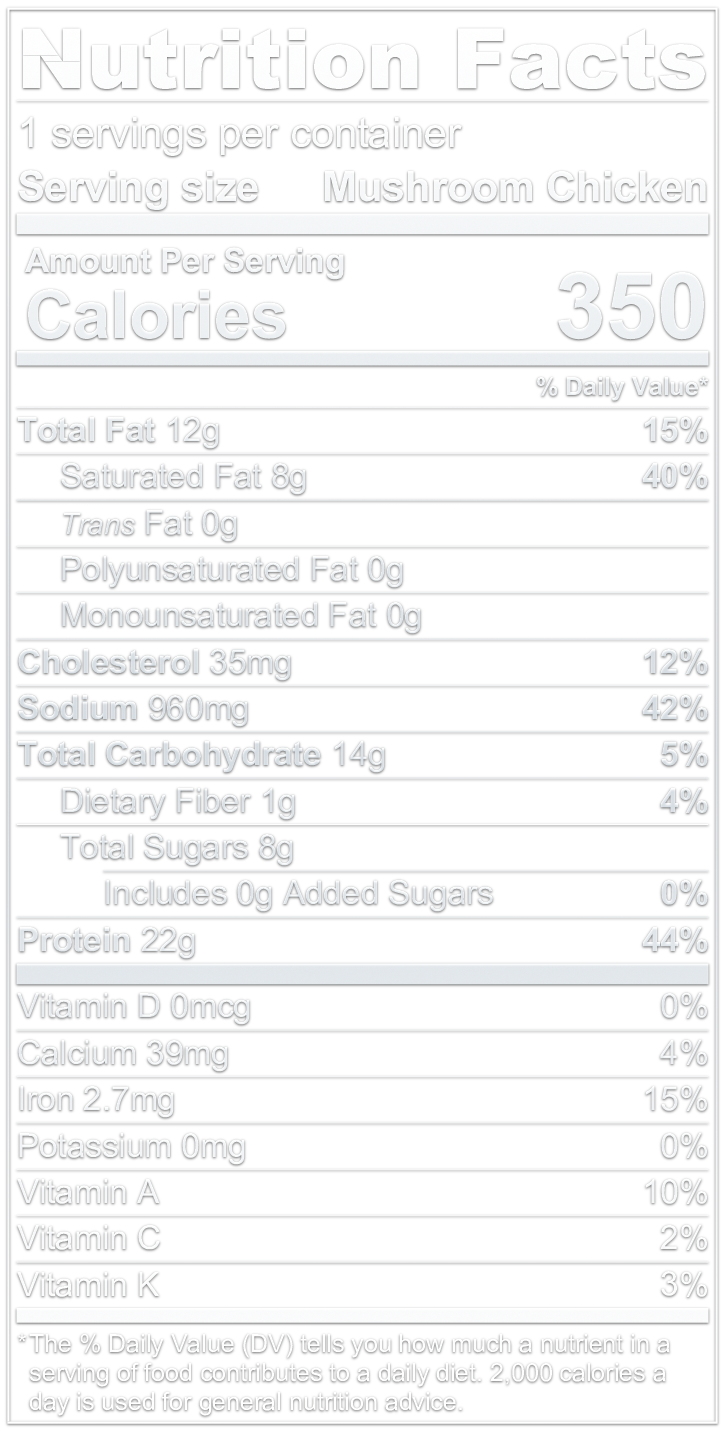 Nutrition Facts
1 servings per container
Serving size Mushroom Chicken
Amount Per Serving
Calories 350
% Daily Value*
Total Fat 12g 15%
Saturated Fat 8g 40%
Trans Fat 0g
Polyunsaturated Fat 0g
Monounsaturated Fat 0g
Cholesterol 35mg 12%
Sodium 960mg 42%
Total Carbohydrate 14g 5%
Dietary Fiber 1g 4%
Total Sugars 8g
Includes 0g Added Sugars 0%
Protein 22g 44%
Vitamin D 0mcg 0%
Calcium 39mg 4%
Iron 2.7mg 15%
Potassium 0mg 0%
Vitamin A 10%
Vitamin C 2%
Vitamin K 3%
*The % Daily Value (DV) tells you how much a nutrient in a
serving of food contributes to a daily diet. 2,000 calories a
day is used for general nutrition advice.